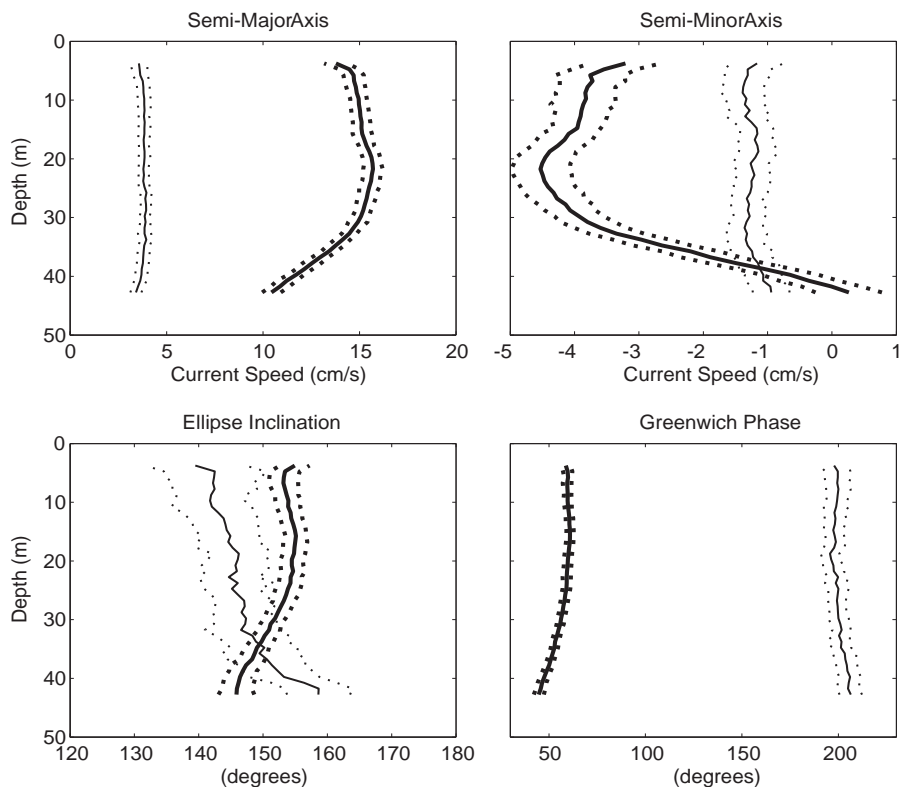 Semi-MajorAxis
0
10
20
30
40
50
Depth (m)
0 5 10 15 20
Current Speed (cm/s)
Semi-MinorAxis
-5 -4 -3 -2 -1 0 1
Current Speed (cm/s)
Ellipse Inclination
0
10
20
30
40
50
Depth (m)
120 140 150 160 170 180
(degrees)
Greenwich Phase
50 100 150 200
(degrees)